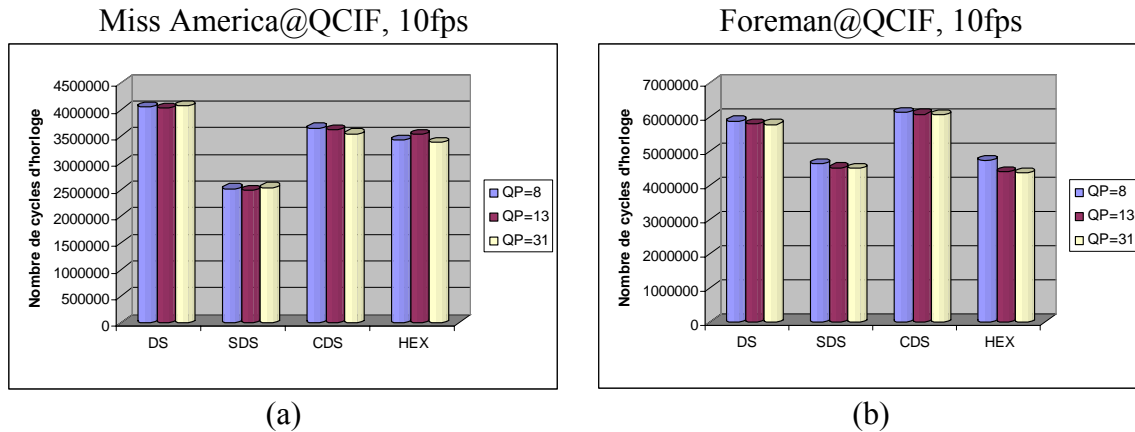 Miss America@QCIF, 10fps
Nombre de cycles d'horloge
4500000
4000000
3500000
3000000
2500000
2000000
1500000
1000000
500000
0
DS SDS CDS HEX
QP=8
QP=13
QP=31
(a)
Foreman@QCIF, 10fps
Nombre de cycles d'horloge
7000000
6000000
5000000
4000000
3000000
2000000
1000000
0
DS SDS CDS HEX
QP=8
QP=13
QP=31
(b)